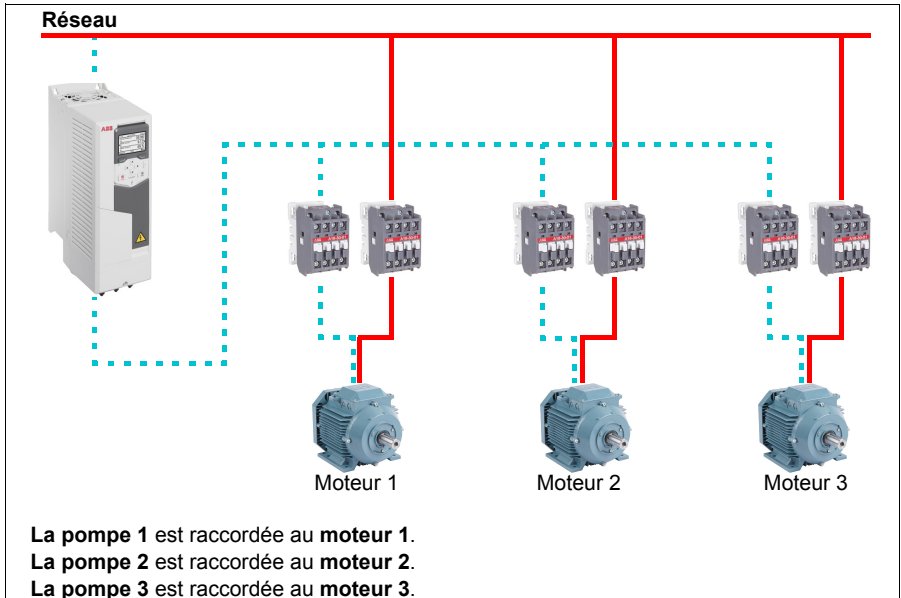 Réseau
ABB
Moteur 1
Moteur 2
Moteur 3
La pompe 1 est raccordée au moteur 1.
La pompe 2 est raccordée au moteur 2.
La pompe 3 est raccordée au moteur 3.